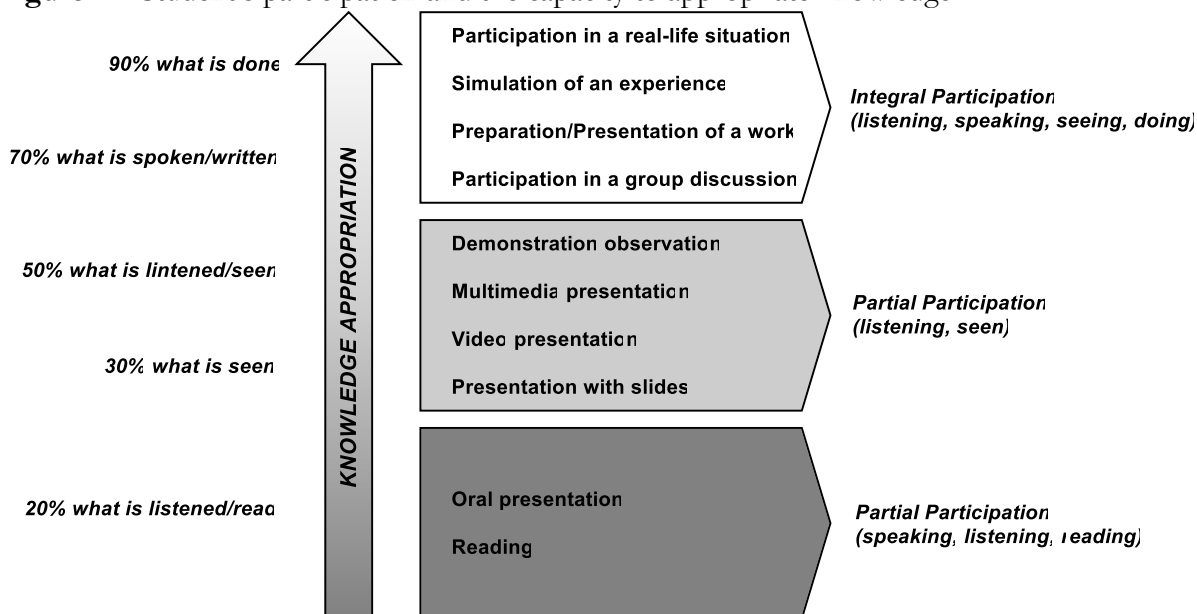 90% what is done
70% what is spoken/written
50% what is lintened/seen
30% what is seen
20% what is listened/read
KNOWLEDGE APPROPRIATION
Participation in a real-life situation
Simulation of an experience
Preparation/Presentation of a work
Participation in a group discussion
Integral Participation
(listening, speaking, seeing, doing)
Demonstration observation
Multimedia presentation
Video presentation
Presentation with slides
Partial Participation
(listening, seen)
Oral presentation
Reading
Partial Participation
(speaking, listening, reading)